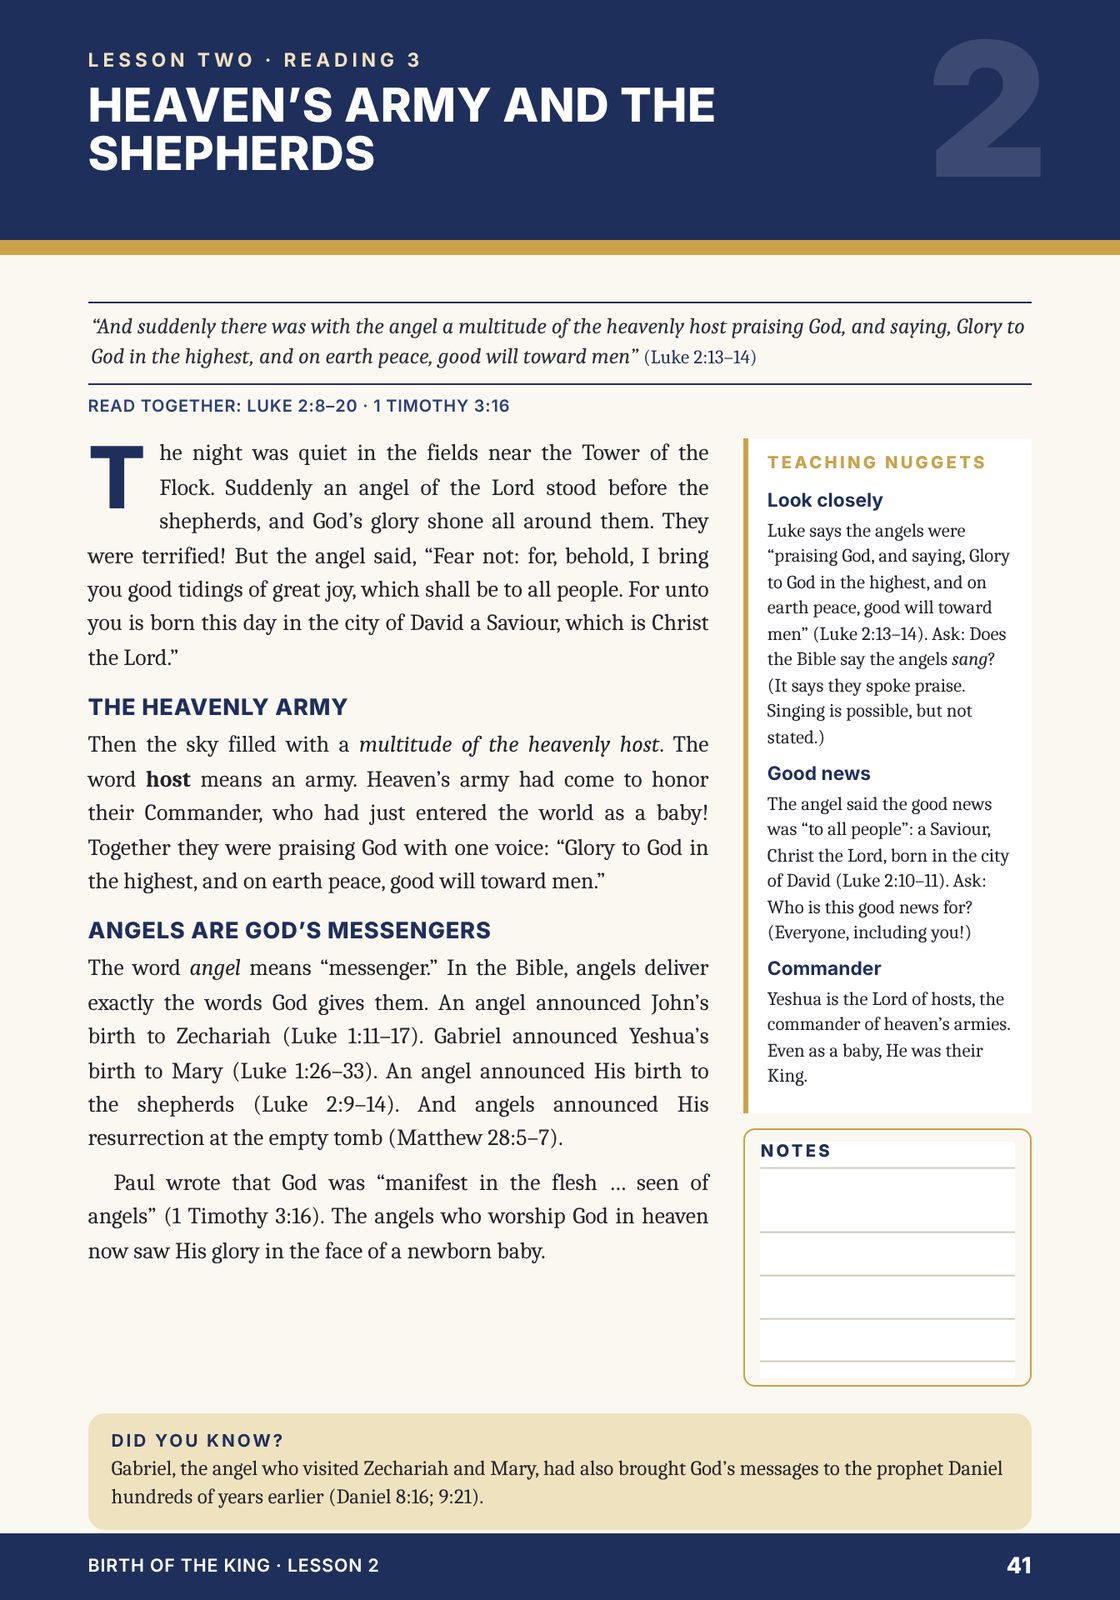 LESSON TWO · READING 3
HEAVEN’S ARMY AND THE
SHEPHERDS
2
“And suddenly there was with the angel a multitude of the heavenly host praising God, and saying, Glory to
God in the highest, and on earth peace, good will toward men” (Luke 2:13–14)
READ TOGETHER: LUKE 2:8–20 · 1 TIMOTHY 3:16
The night was quiet in the fields near the Tower of the
Flock. Suddenly an angel of the Lord stood before the
shepherds, and God’s glory shone all around them. They
were terrified! But the angel said, “Fear not: for, behold, I bring
you good tidings of great joy, which shall be to all people. For unto
you is born this day in the city of David a Saviour, which is Christ
the Lord.”
THE HEAVENLY ARMY
Then the sky filled with a multitude of the heavenly host. The
word host means an army. Heaven’s army had come to honor
their Commander, who had just entered the world as a baby!
Together they were praising God with one voice: “Glory to God in
the highest, and on earth peace, good will toward men.”
ANGELS ARE GOD’S MESSENGERS
The word angel means “messenger.” In the Bible, angels deliver
exactly the words God gives them. An angel announced John’s
birth to Zechariah (Luke 1:11–17). Gabriel announced Yeshua’s
birth to Mary (Luke 1:26–33). An angel announced His birth to
the shepherds (Luke 2:9–14). And angels announced His
resurrection at the empty tomb (Matthew 28:5–7).
Paul wrote that God was “manifest in the flesh … seen of
angels” (1 Timothy 3:16). The angels who worship God in heaven
now saw His glory in the face of a newborn baby.
TEACHING NUGGETS
Look closely
Luke says the angels were
“praising God, and saying, Glory
to God in the highest, and on
earth peace, good will toward
men” (Luke 2:13–14). Ask: Does
the Bible say the angels sang?
(It says they spoke praise.
Singing is possible, but not
stated.)
Good news
The angel said the good news
was “to all people”: a Saviour,
Christ the Lord, born in the city
of David (Luke 2:10–11). Ask:
Who is this good news for?
(Everyone, including you!)
Commander
Yeshua is the Lord of hosts, the
commander of heaven’s armies.
Even as a baby, He was their
King.
NOTES
DID YOU KNOW?
Gabriel, the angel who visited Zechariah and Mary, had also brought God’s messages to the prophet Daniel
hundreds of years earlier (Daniel 8:16; 9:21).
BIRTH OF THE KING · LESSON 2
41